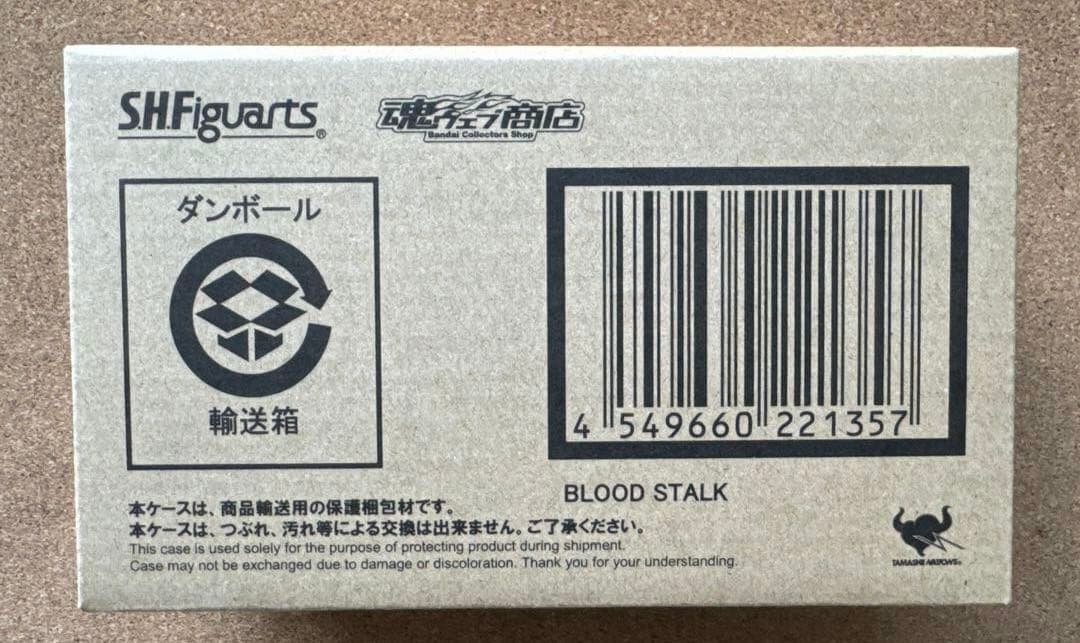 S.H.Figuarts®
魂ウェブ商店
Bandai Collectors Shop
ダンボール
輸送箱
4 549660 221357
BLOOD STALK
本ケースは、商品輸送用の保護梱包材です。
本ケースは、つぶれ、汚れ等による交換は出来ません。ご了承ください。
This case is used solely for the purpose of protecting product during shipment.
Case may not be exchanged due to damage or discoloration. Thank you for your understanding.
TAMASHII NATIONS